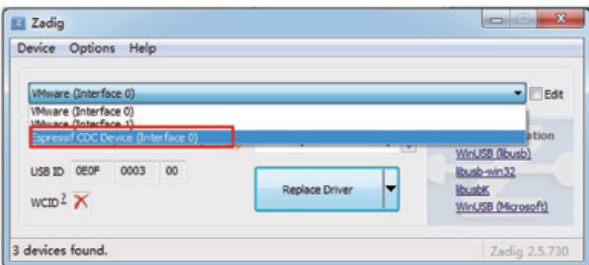 Zadig
Device Options Help
VMware (Interface 0)
Edit
VMware (Interface 0)
VMware (Interface 1)
Espressif CDC Device (Interface 0)
ation
WinUSB (libusb)
USB ID 0E0F 0003 00
libusb-win32
Replace Driver
libusbK
WCID ?
WinUSB (Microsoft)
3 devices found.
Zadig 2.5.730